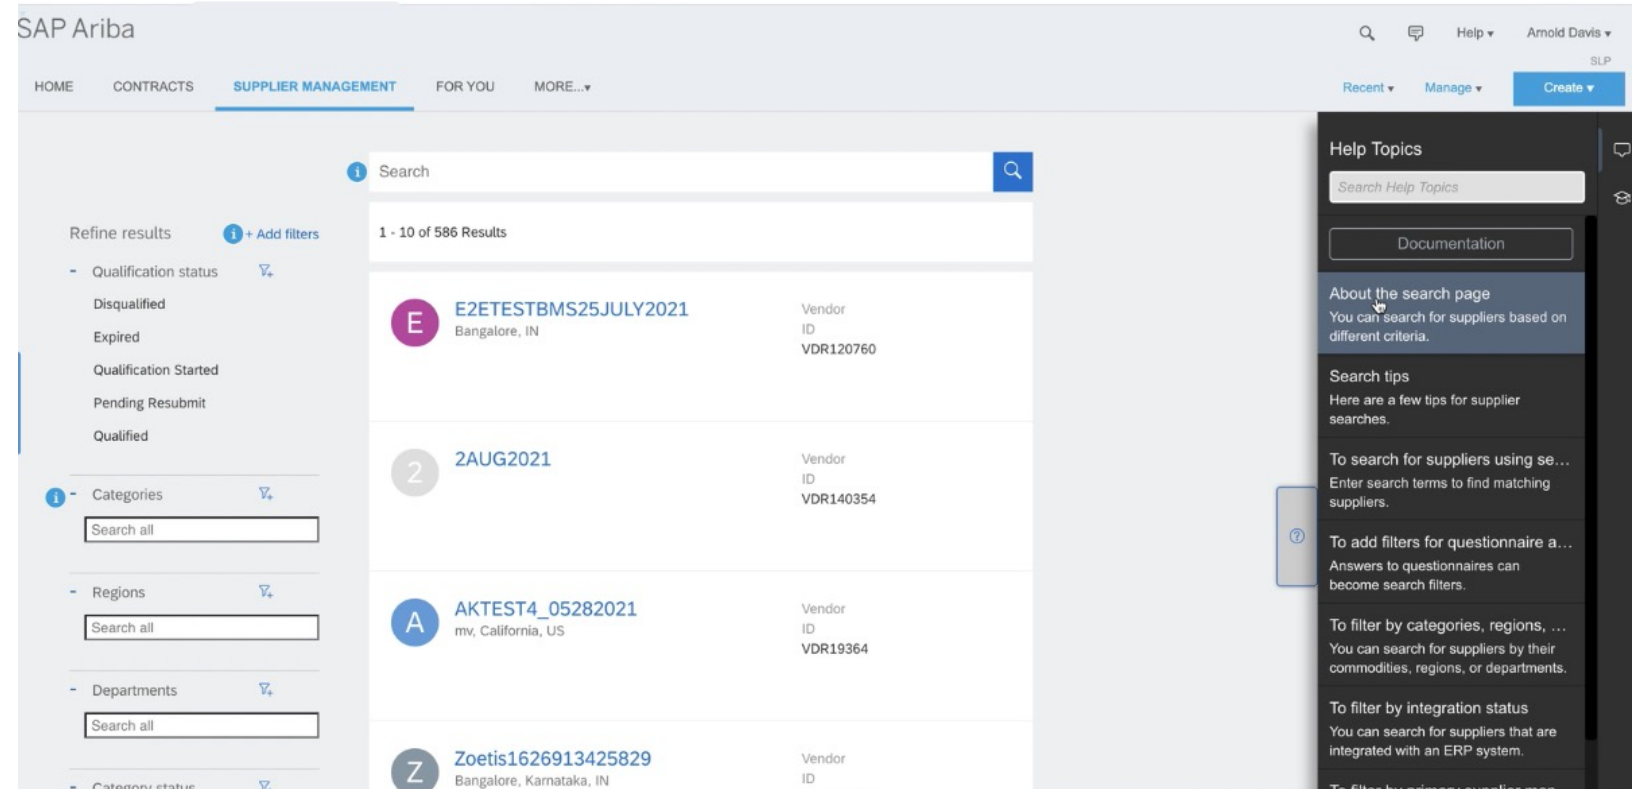 SAP Ariba
Help ▾
Arnold Davis ▾
SLP
HOME
CONTRACTS
SUPPLIER MANAGEMENT
FOR YOU
MORE...▾
Recent ▾
Manage ▾
Create ▾
Search
1 - 10 of 586 Results
Refine results
+ Add filters
- Qualification status
Disqualified
Expired
Qualification Started
Pending Resubmit
Qualified
- Categories
Search all
- Regions
Search all
- Departments
Search all
- Category status
E
E2ETESTBMS25JULY2021
Bangalore, IN
Vendor
ID
VDR120760
2
2AUG2021
Vendor
ID
VDR140354
A
AKTEST4_05282021
mv, California, US
Vendor
ID
VDR19364
Z
Zoetis1626913425829
Bangalore, Karnataka, IN
Vendor
ID
Help Topics
Search Help Topics
Documentation
About the search page
You can search for suppliers based on
different criteria.
Search tips
Here are a few tips for supplier
searches.
To search for suppliers using se...
Enter search terms to find matching
suppliers.
To add filters for questionnaire a...
Answers to questionnaires can
become search filters.
To filter by categories, regions, ...
You can search for suppliers by their
commodities, regions, or departments.
To filter by integration status
You can search for suppliers that are
integrated with an ERP system.
To filter by primary supplier man...